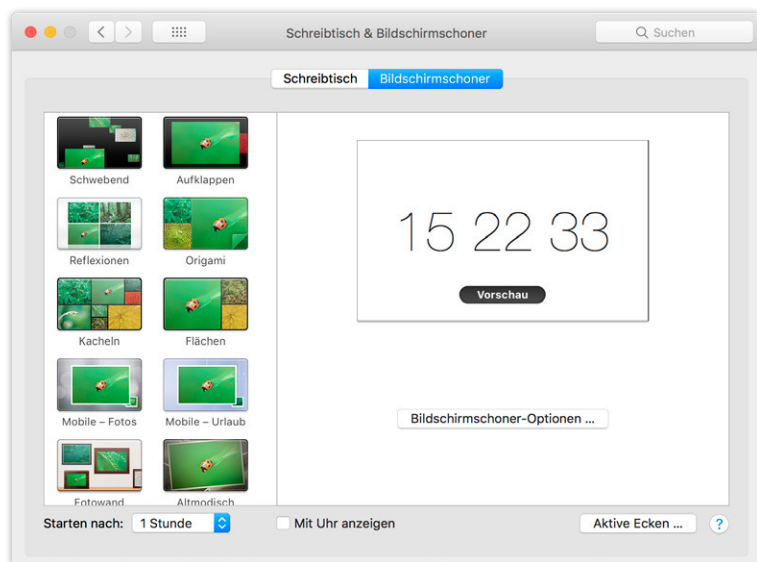 Schreibtisch & Bildschirmschoner
Suchen
Schreibtisch
Bildschirmschoner
Schwebend
Aufklappen
Reflexionen
Origami
Kacheln
Flächen
Mobile – Fotos
Mobile – Urlaub
Fotowand
Altmodisch
15 22 33
Vorschau
Bildschirmschoner-Optionen ...
Starten nach: 1 Stunde
Mit Uhr anzeigen
Aktive Ecken ...
?